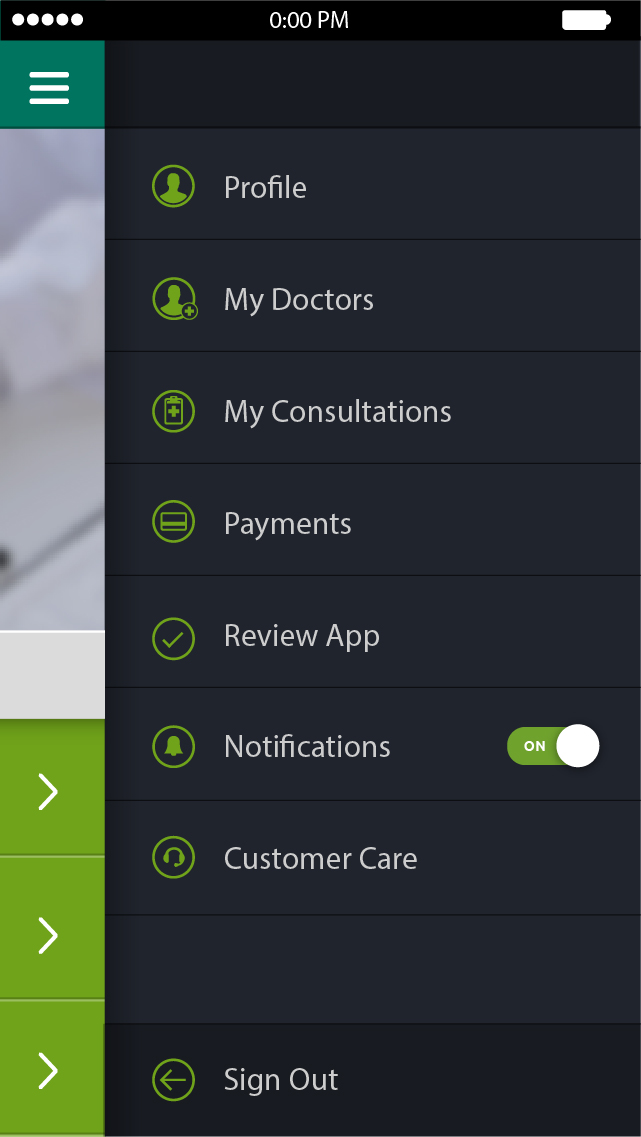 0:00 PM
Profile
My Doctors
My Consultations
Payments
Review App
Notifications
ON
Customer Care
Sign Out